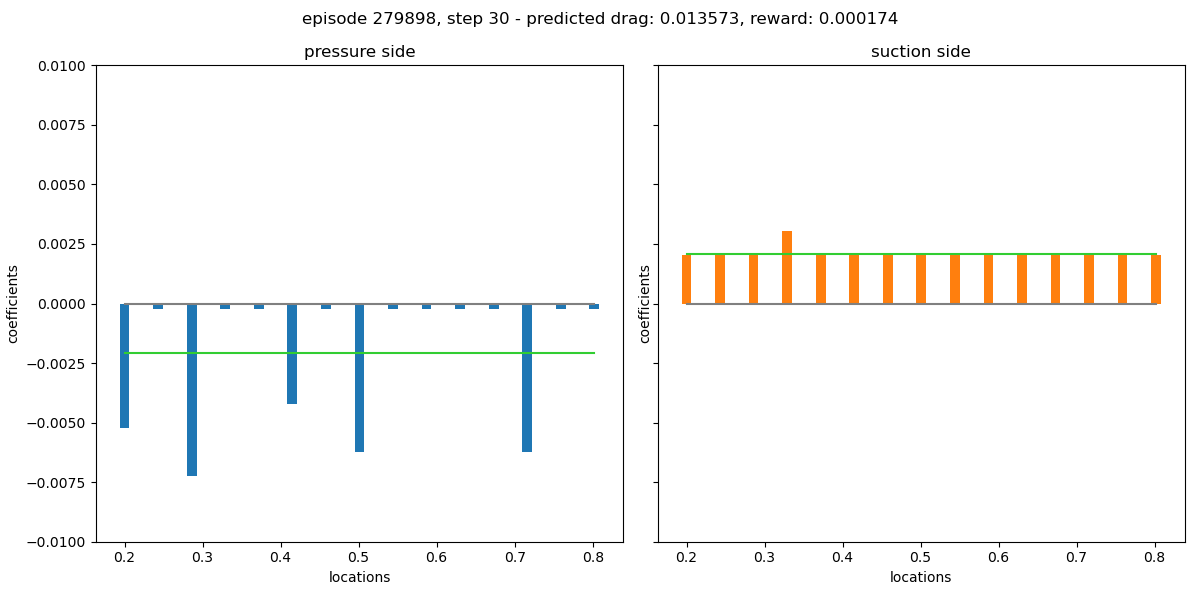 episode 279898, step 30 - predicted drag: 0.013573, reward: 0.000174
pressure side
suction side
0.0100
0.0075
0.0050
0.0025
0.0000
−0.0025
−0.0050
−0.0075
−0.0100
coefficients
coefficients
0.2 0.3 0.4 0.5 0.6 0.7 0.8
0.2 0.3 0.4 0.5 0.6 0.7 0.8
locations
locations